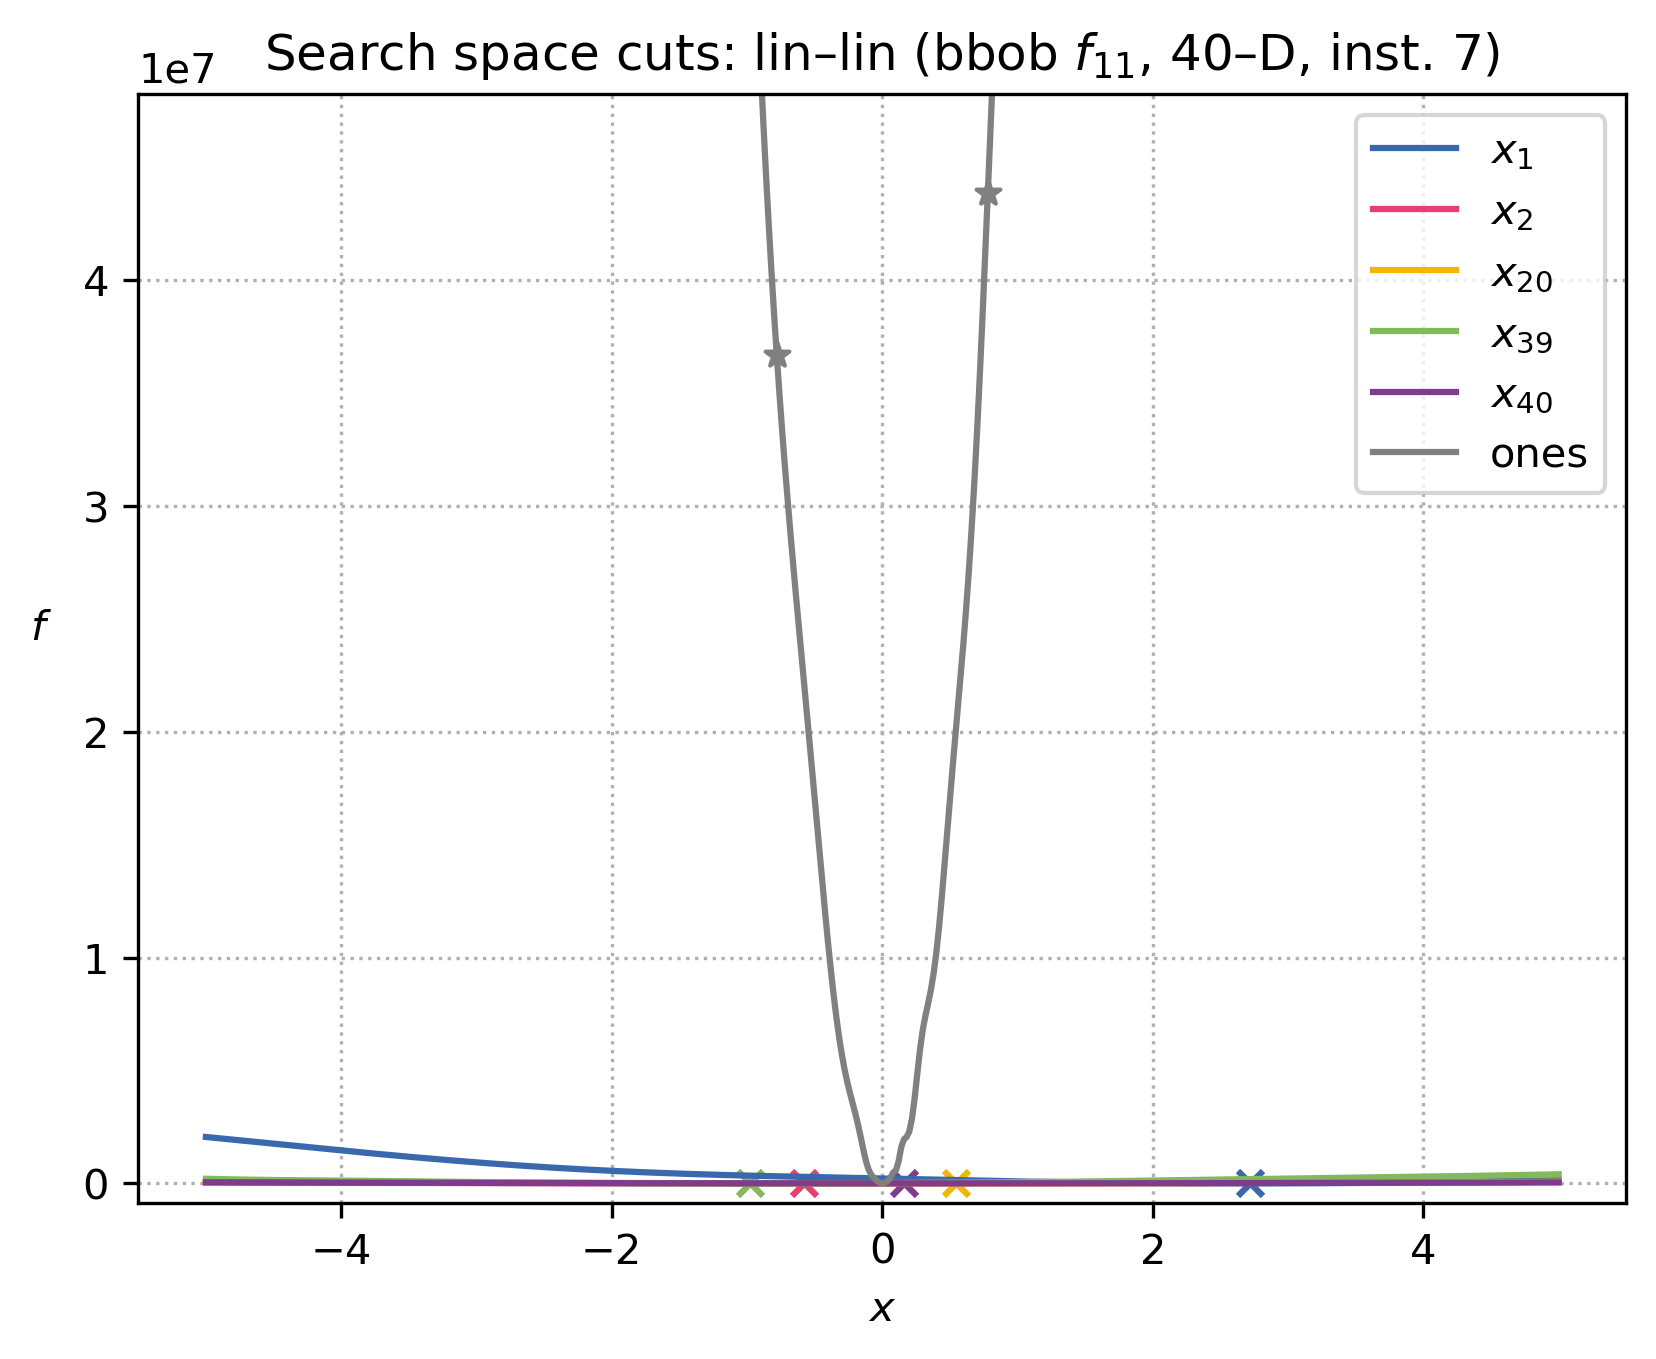 Search space cuts: lin–lin (bbob f₁₁, 40–D, inst. 7)
1e7
4
3
2
1
0
f
−4 −2 0 2 4
x
x₁
x₂
x₂₀
x₃₉
x₄₀
ones